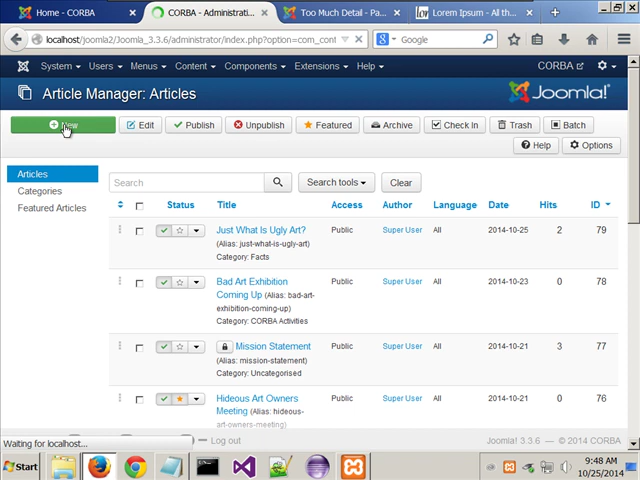 Home - CORBA
CORBA - Administrati...
Too Much Detail - Pa...
Lorem Ipsum - All th...
localhost/joomla2/Joomla_3.3.6/administrator/index.php?option=com_cont
Google
System
Users
Menus
Content
Components
Extensions
Help
CORBA
Article Manager: Articles
Joomla!
New
Edit
Publish
Unpublish
Featured
Archive
Check In
Trash
Batch
Help
Options
Articles
Categories
Featured Articles
Search
Search tools
Clear
Status
Title
Access
Author
Language
Date
Hits
ID
Just What Is Ugly Art?
(Alias: just-what-is-ugly-art)
Category: Facts
Public
Super User
All
2014-10-25
2
79
Bad Art Exhibition
Coming Up (Alias: bad-art-
exhibition-coming-up)
Category: CORBA Activities
Public
Super User
All
2014-10-23
0
78
Mission Statement
(Alias: mission-statement)
Category: Uncategorised
Public
Super User
All
2014-10-21
3
77
Hideous Art Owners
Meeting (Alias: hideous-
art-owners-meeting)
Public
Super User
All
2014-10-21
0
76
Waiting for localhost...
Log out
Joomla! 3.3.6 — © 2014 CORBA
Start
9:48 AM
10/25/2014